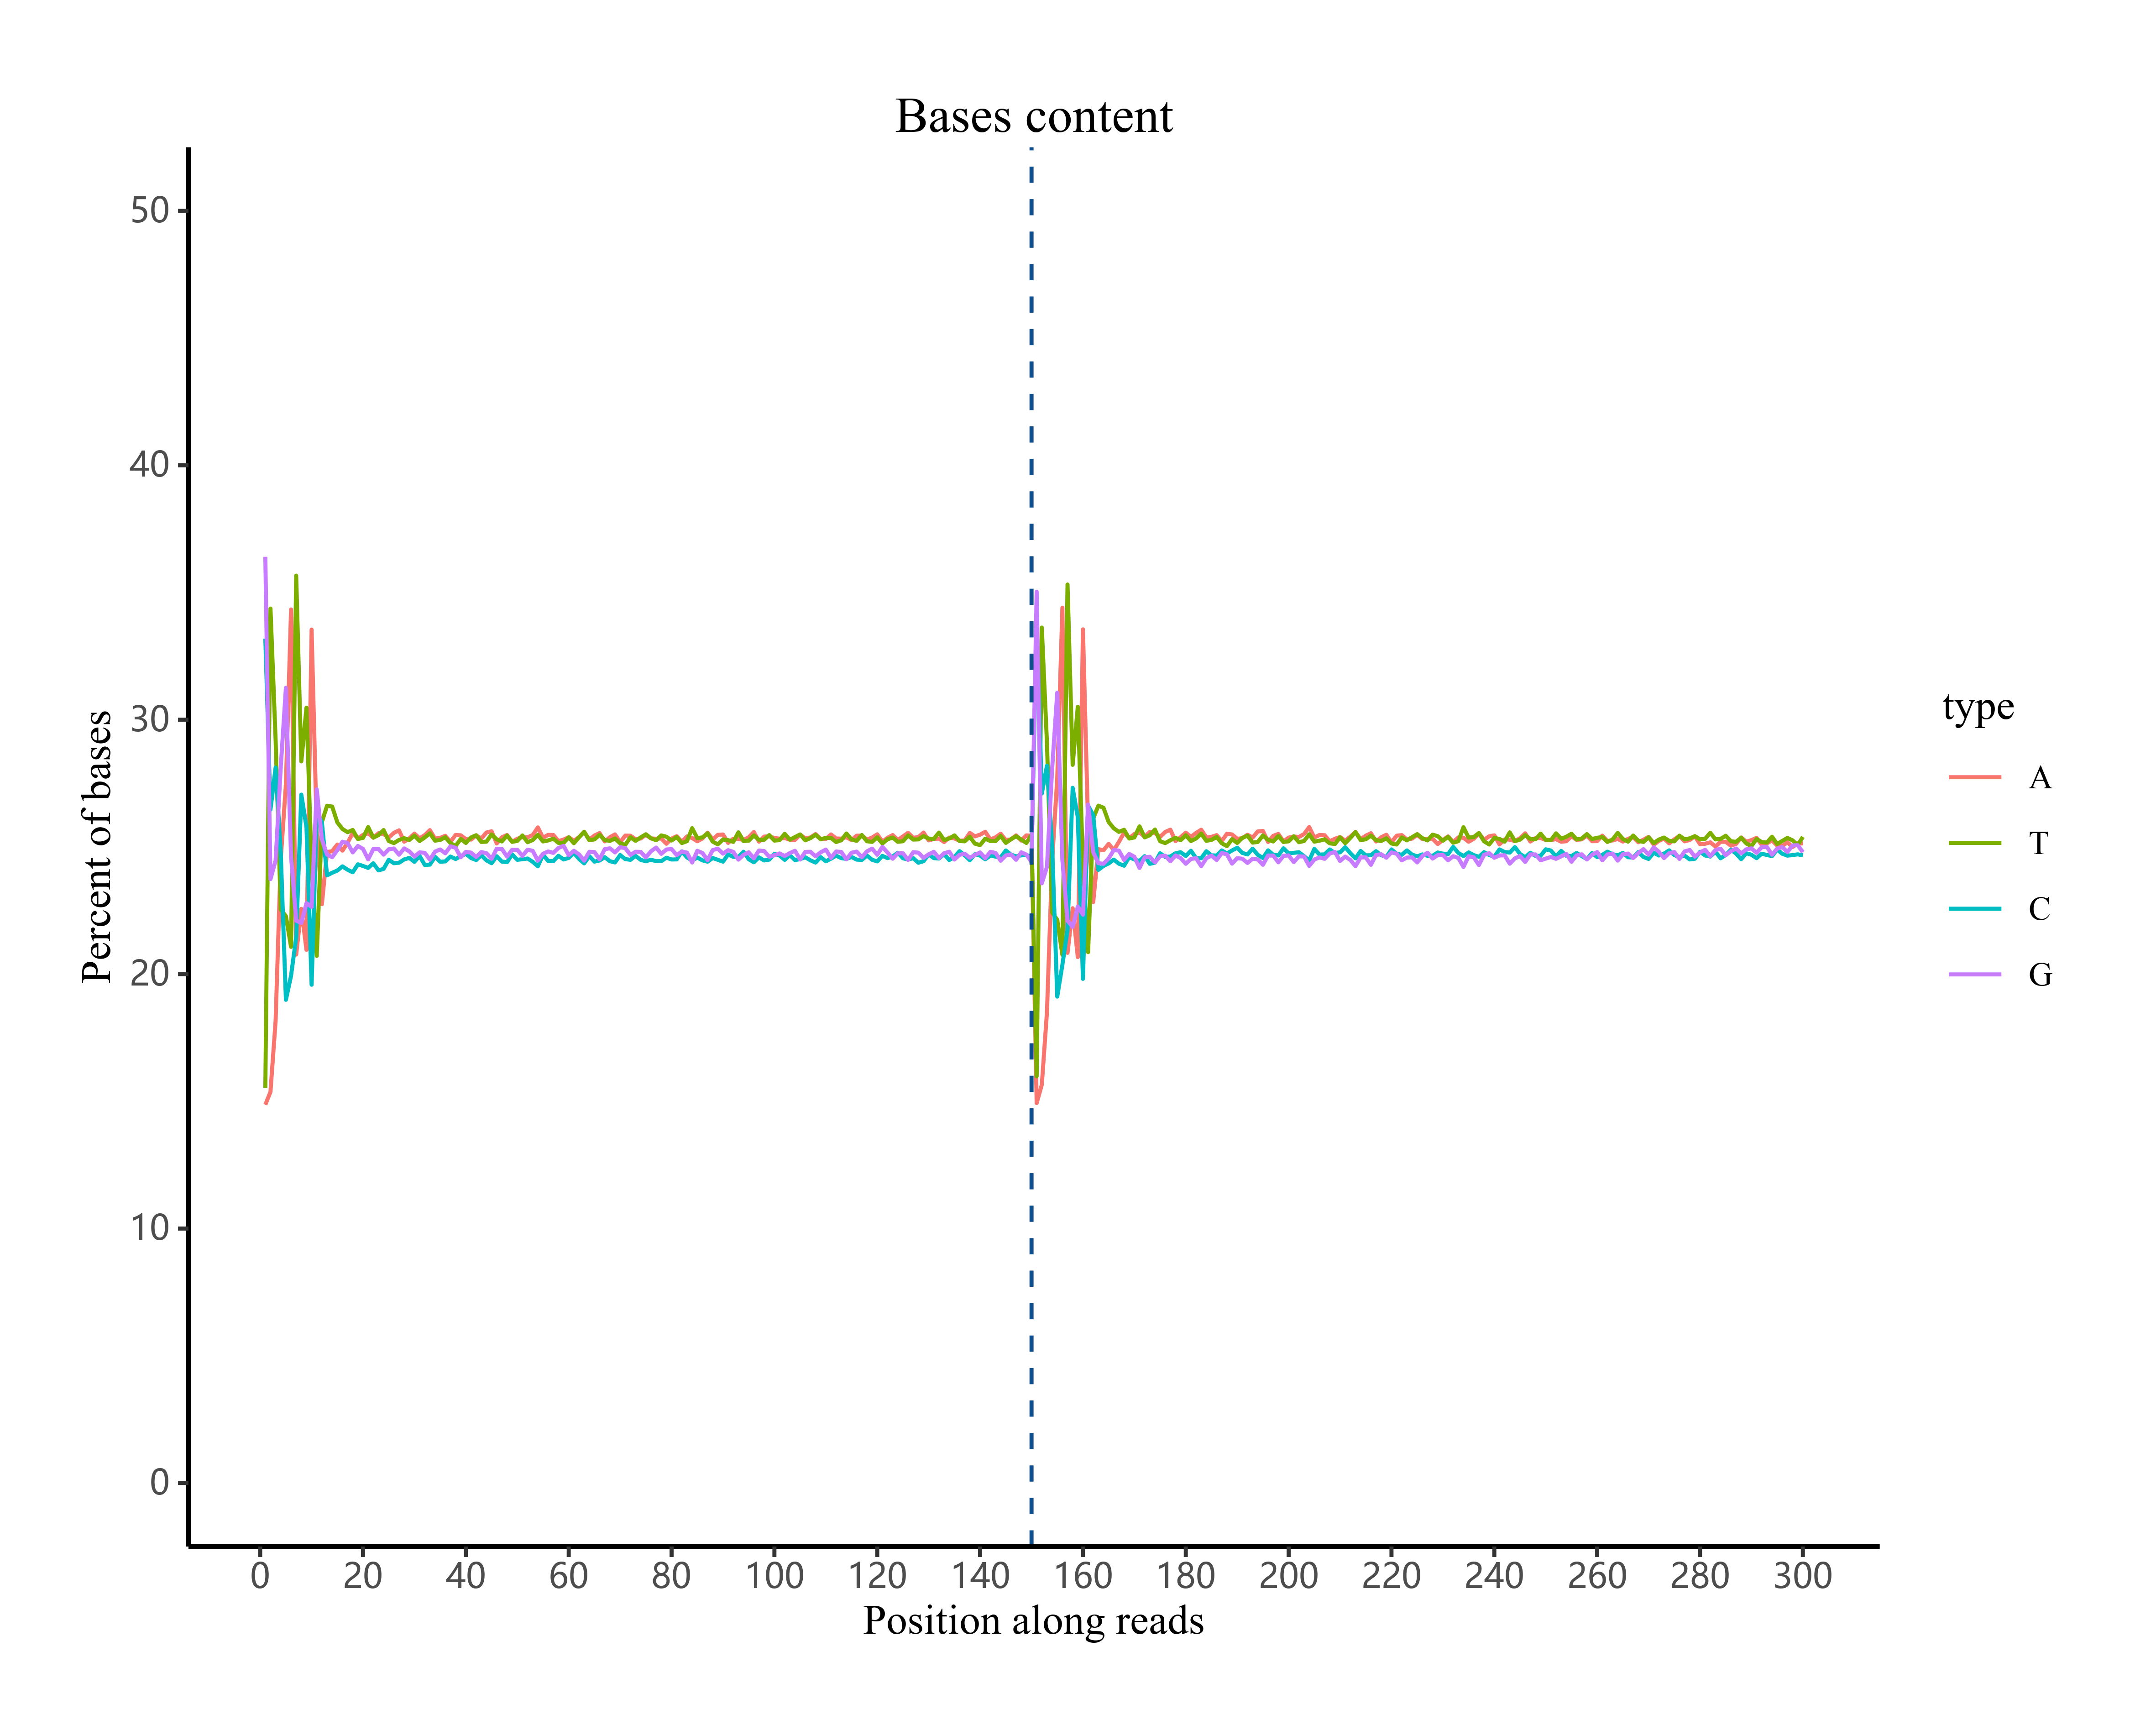 Bases content
50
40
30
20
10
0
Percent of bases
0 20 40 60 80 100 120 140 160 180 200 220 240 260 280 300
Position along reads
type
A
T
C
G